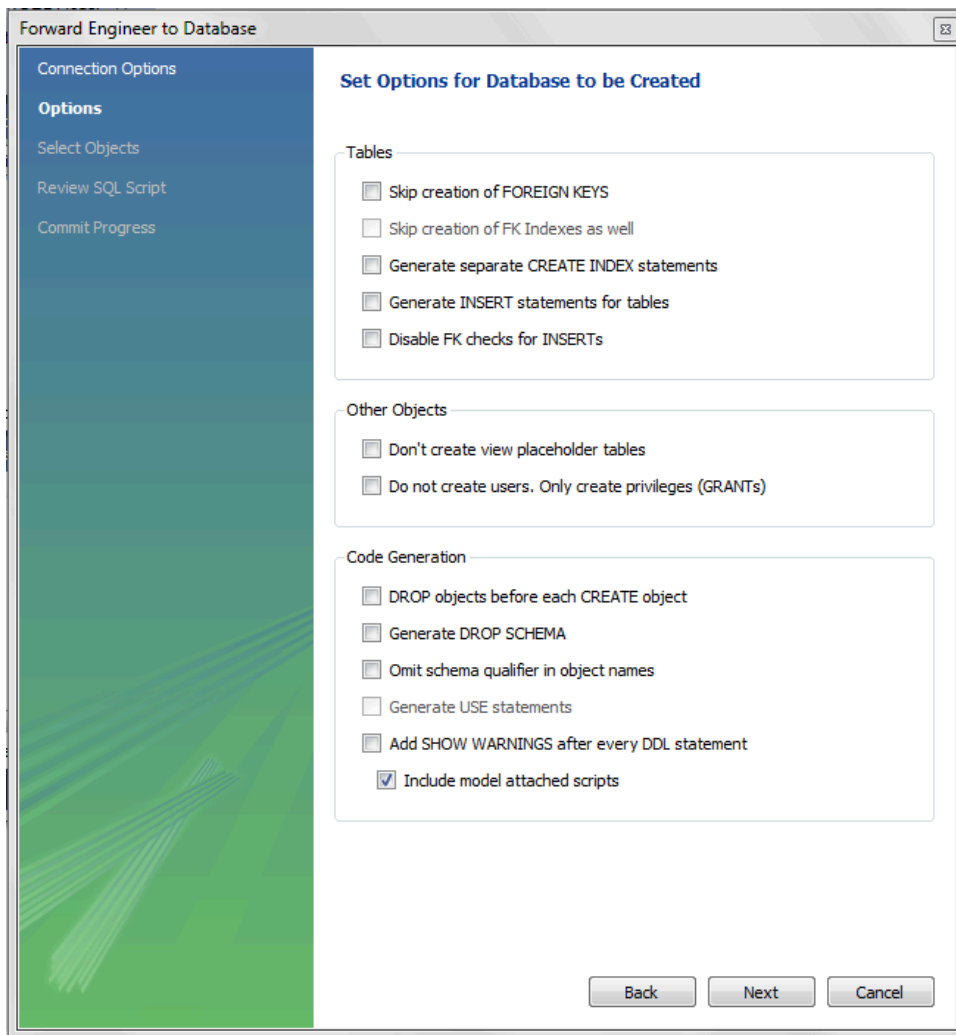 Forward Engineer to Database
Connection Options
Options
Select Objects
Review SQL Script
Commit Progress
Set Options for Database to be Created
Tables
Skip creation of FOREIGN KEYS
Skip creation of FK Indexes as well
Generate separate CREATE INDEX statements
Generate INSERT statements for tables
Disable FK checks for INSERTs
Other Objects
Don't create view placeholder tables
Do not create users. Only create privileges (GRANTs)
Code Generation
DROP objects before each CREATE object
Generate DROP SCHEMA
Omit schema qualifier in object names
Generate USE statements
Add SHOW WARNINGS after every DDL statement
Include model attached scripts
Back Next Cancel